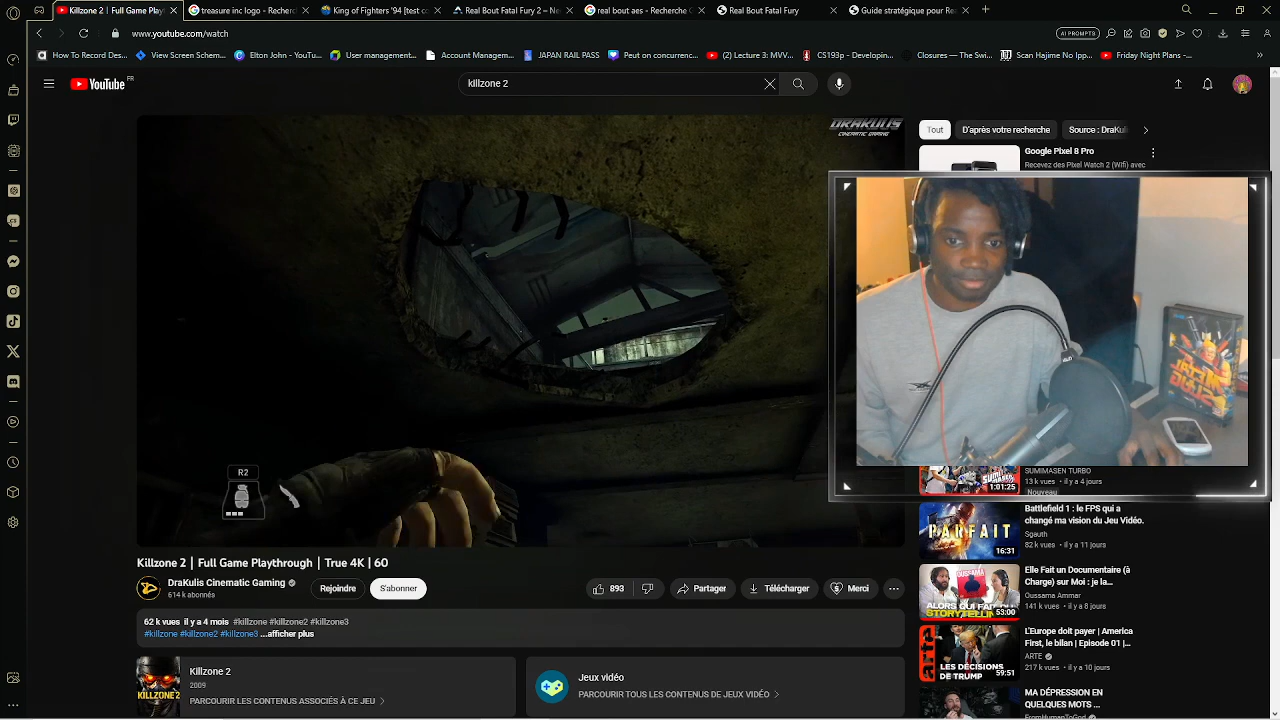 Killzone 2 | Full Game Playt
treasure inc logo - Recherc
King of Fighters '94 [test co
Real Bout Fatal Fury 2 – Ne
real bout aes - Recherche G
Real Bout Fatal Fury
Guide stratégique pour Rea
www.youtube.com/watch
AI PROMPTS
How To Record Des...
View Screen Schem...
Elton John - YouTu...
User management...
Account Managem...
JAPAN RAIL PASS
Peut on concurrenc...
(2) Lecture 3: MVV...
CS193p - Developin...
Closures — The Swi...
Scan Hajime No Ipp...
Friday Night Plans -...
YouTube FR
killzone 2
DRAKULIS
CINEMATIC GAMING
Tout
D'après votre recherche
Source : DraKul
Google Pixel 8 Pro
Recevez des Pixel Watch 2 (Wifi) avec
R2
SUMIMASEN TURBO
13 k vues · il y a 4 jours
Nouveau
1:01:25
Battlefield 1 : le FPS qui a
changé ma vision du Jeu Vidéo.
Sgauth
82 k vues · il y a 11 jours
PARFAIT
16:31
Elle Fait un Documentaire (à
Charge) sur Moi : je la...
Oussama Ammar
141 k vues · il y a 8 jours
53:00
L'Europe doit payer | America
First, le bilan | Episode 01 |...
ARTE
217 k vues · il y a 10 jours
arte
LES DÉCISIONS
DE TRUMP
59:51
MA DÉPRESSION EN
QUELQUES MOTS ...
FromHumanToGod
Killzone 2 | Full Game Playthrough | True 4K | 60
DraKulis Cinematic Gaming
614 k abonnés
Rejoindre
S'abonner
893
Partager
Télécharger
Merci
62 k vues il y a 4 mois #killzone #killzone2 #killzone3
#killzone #killzone2 #killzone3 ...afficher plus
KILLZONE2
Killzone 2
2009
PARCOURIR LES CONTENUS ASSOCIÉS À CE JEU
Jeux Vidéo
PARCOURIR TOUS LES CONTENUS DE JEUX VIDÉO